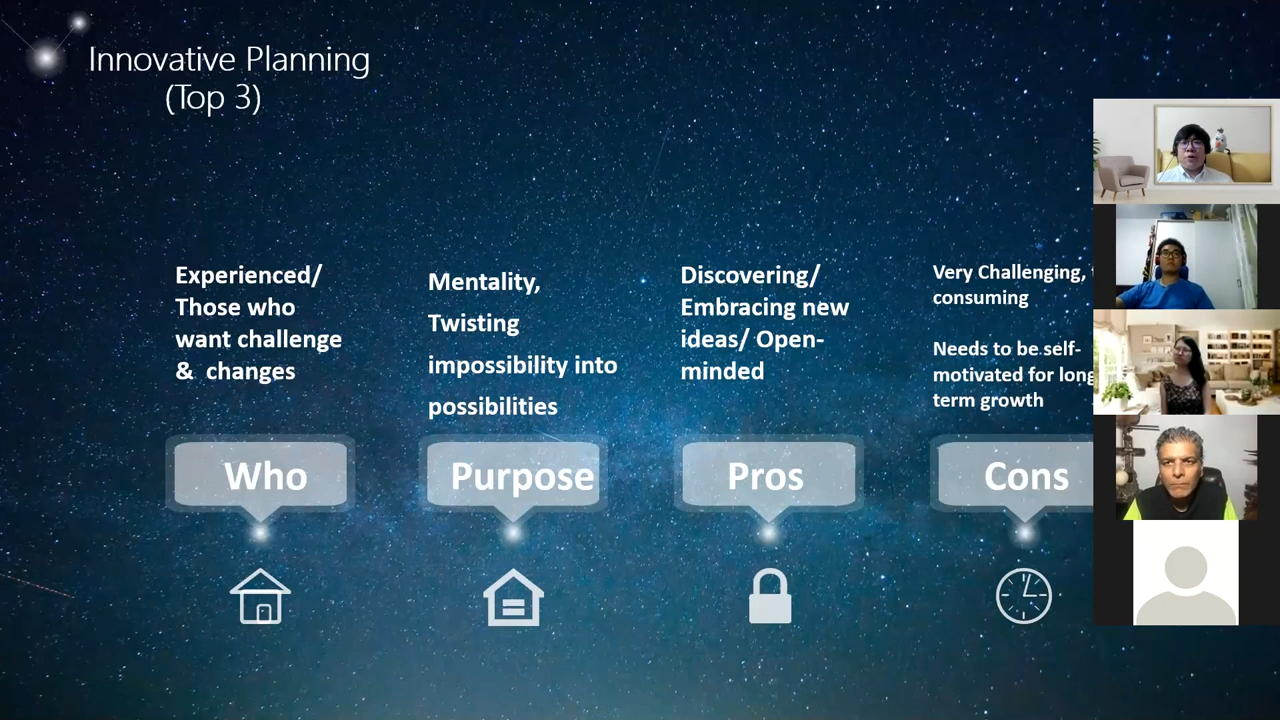 Innovative Planning
(Top 3)
Experienced/
Those who
want challenge
& changes
Mentality,
Twisting
impossibility into
possibilities
Discovering/
Embracing new
ideas/ Open-
minded
Very Challenging,
consuming
Needs to be self-
motivated for long
term growth
Who
Purpose
Pros
Cons